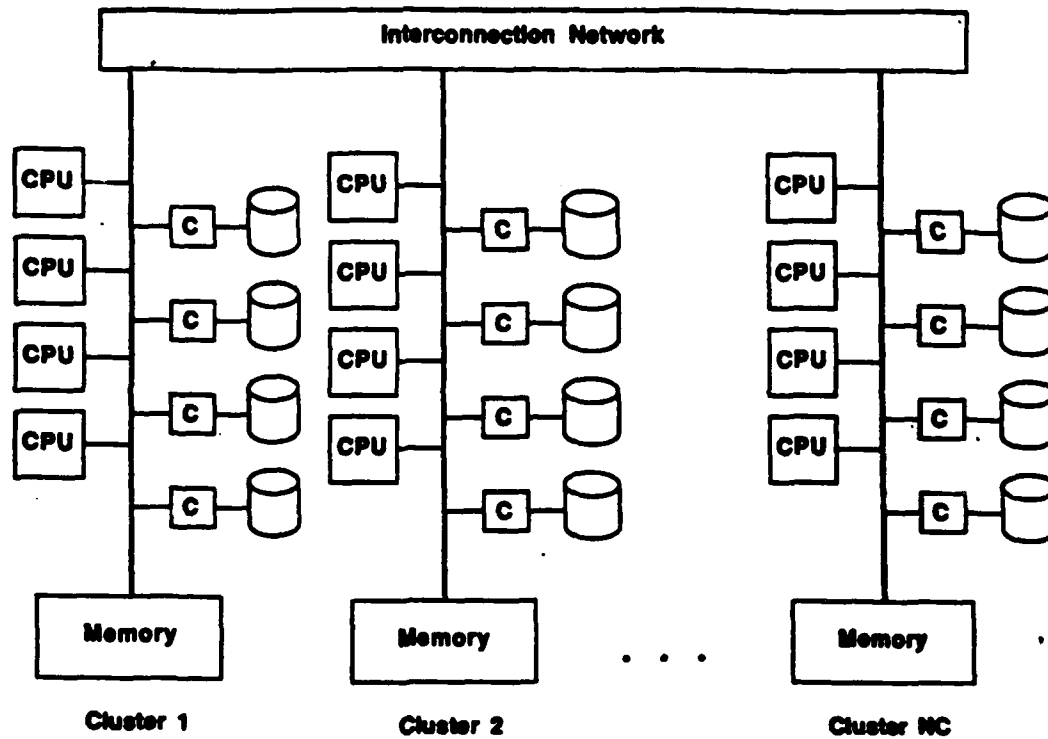 Interconnection Network
CPU
CPU
CPU
CPU
C
C
C
C
Memory
Cluster 1
CPU
CPU
CPU
CPU
C
C
C
C
Memory
Cluster 2
. . .
CPU
CPU
CPU
CPU
C
C
C
C
Memory
Cluster NC